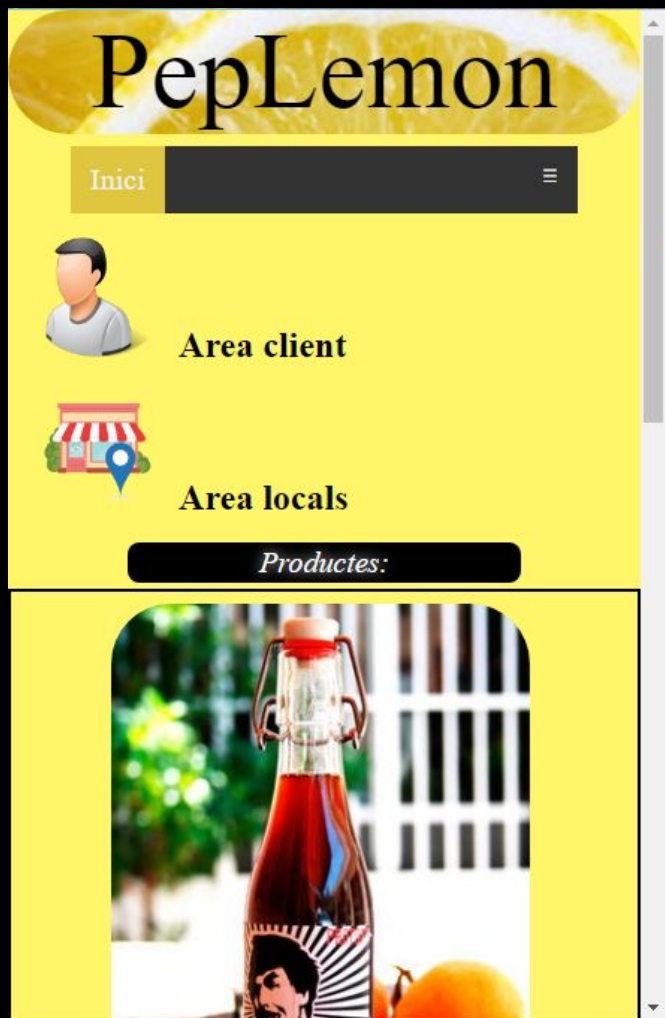 PepLemon
Inici
Area client
Area locals
Productes: